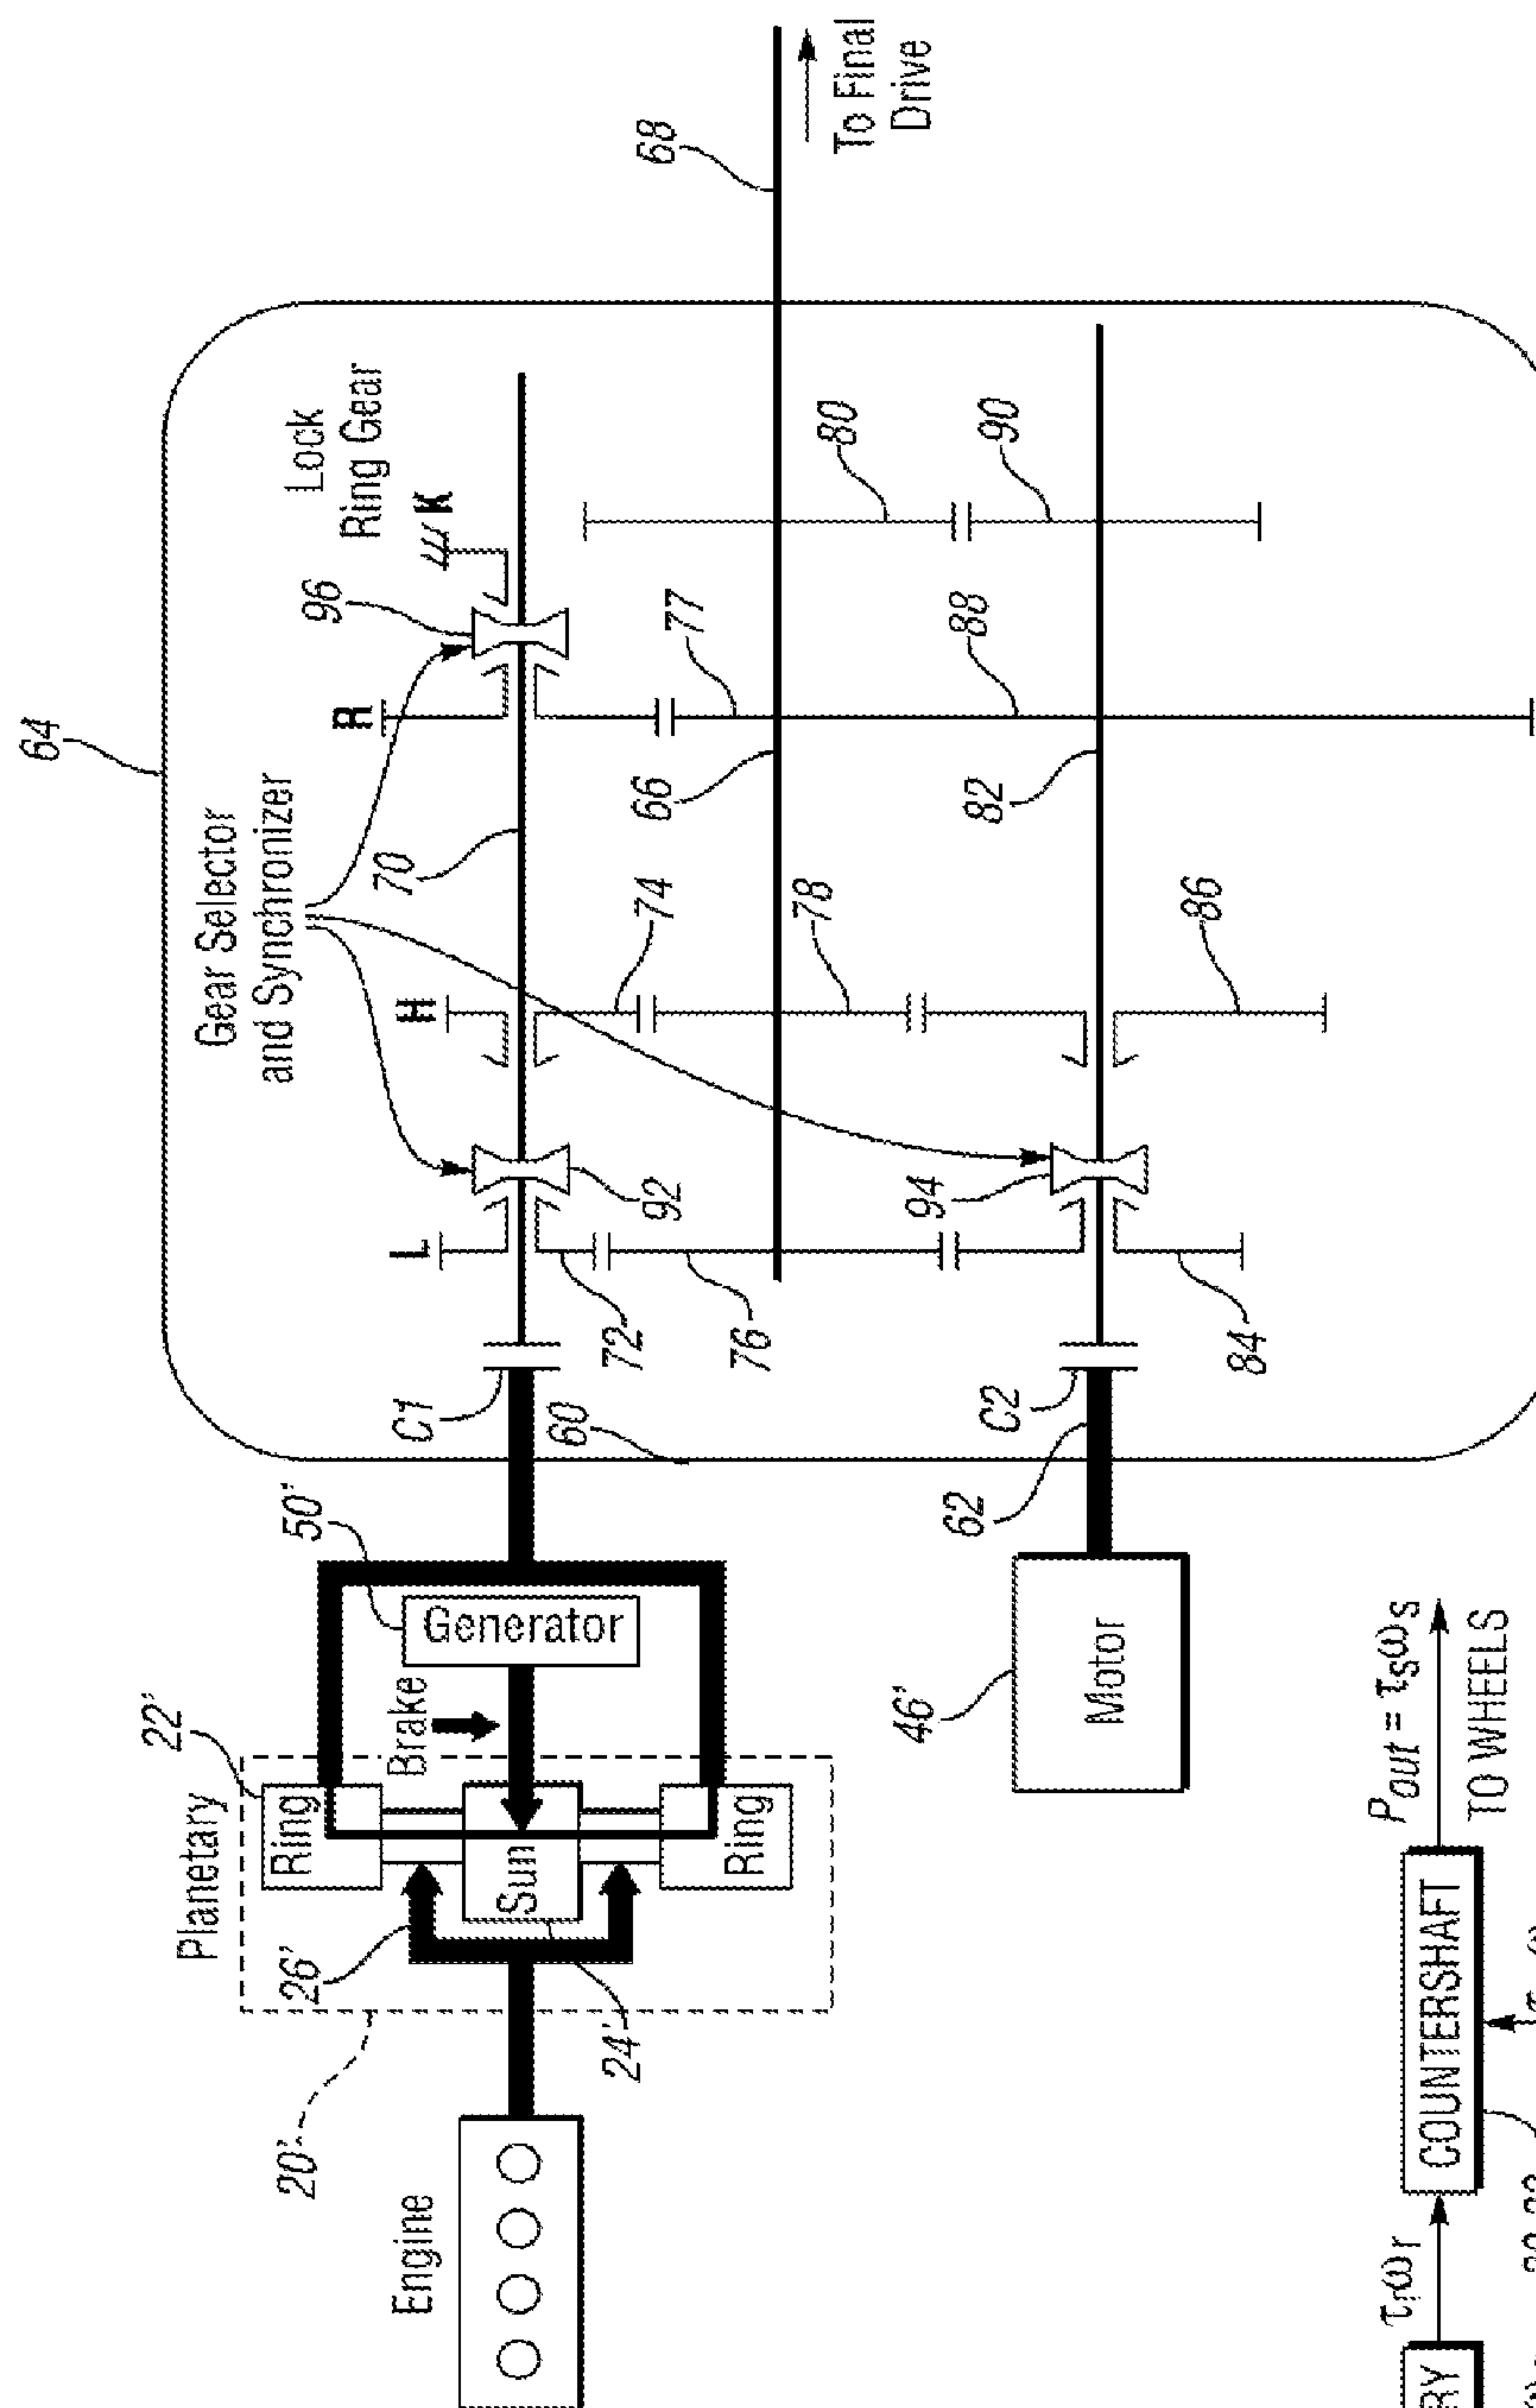 64
Gear Selector
and Synchronizer
Lock
Ring Gear
96
K
R
H
L
70
92
72
74
76
77
78
66
68
To Final
Drive
80
90
88
82
86
84
94
C1
60
C2
62
50'
Generator
Brake
22'
Planetary
Ring
Sun
Ring
26'
24'
20'
Engine
46'
Motor
Pout = τsωs
TO WHEELS
COUNTERSHAFT
τrωr